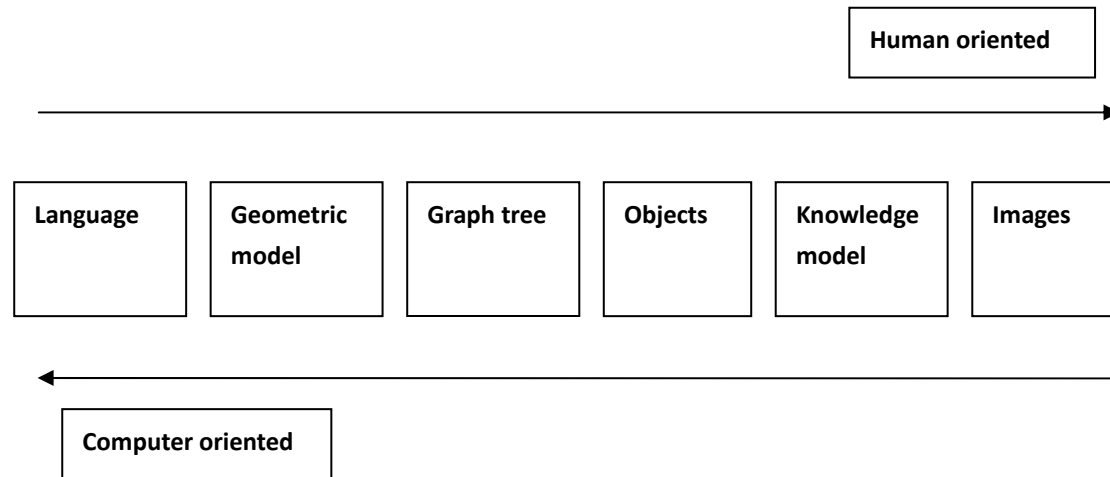 Human oriented
Language
Geometric
model
Graph tree
Objects
Knowledge
model
Images
Computer oriented